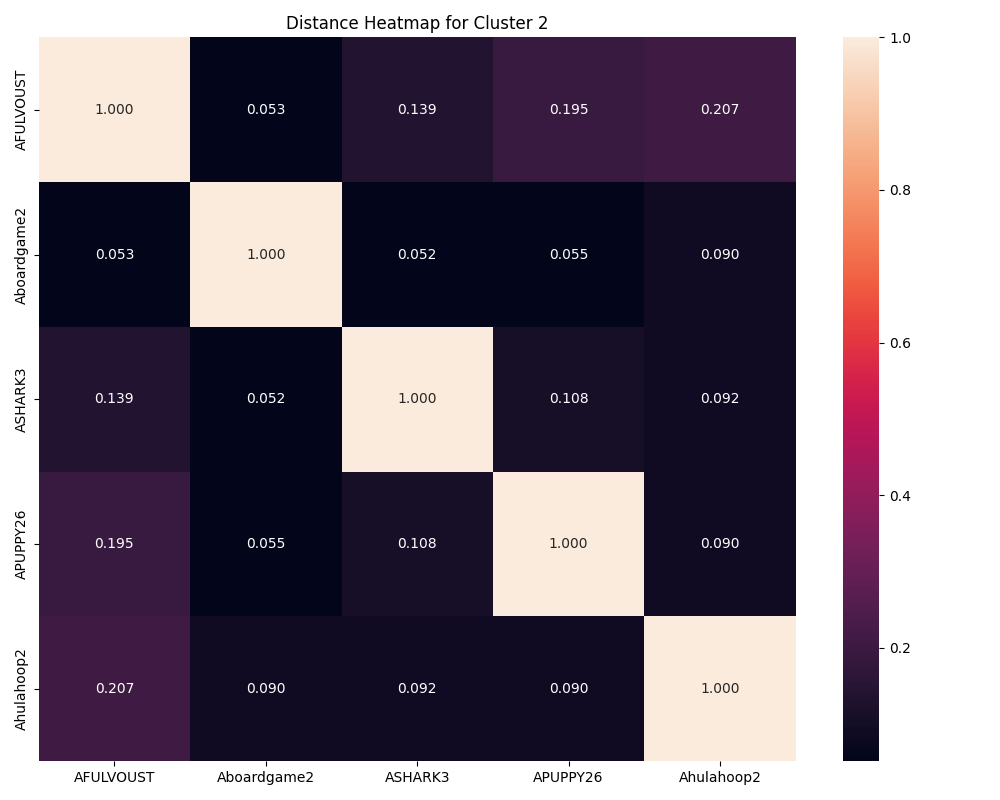 Distance Heatmap for Cluster 2
AFULVOUST 1.000 0.053 0.139 0.195 0.207
Aboardgame2 0.053 1.000 0.052 0.055 0.090
ASHARK3 0.139 0.052 1.000 0.108 0.092
APUPPY26 0.195 0.055 0.108 1.000 0.090
Ahulahoop2 0.207 0.090 0.092 0.090 1.000
AFULVOUST Aboardgame2 ASHARK3 APUPPY26 Ahulahoop2
1.0
0.8
0.6
0.4
0.2